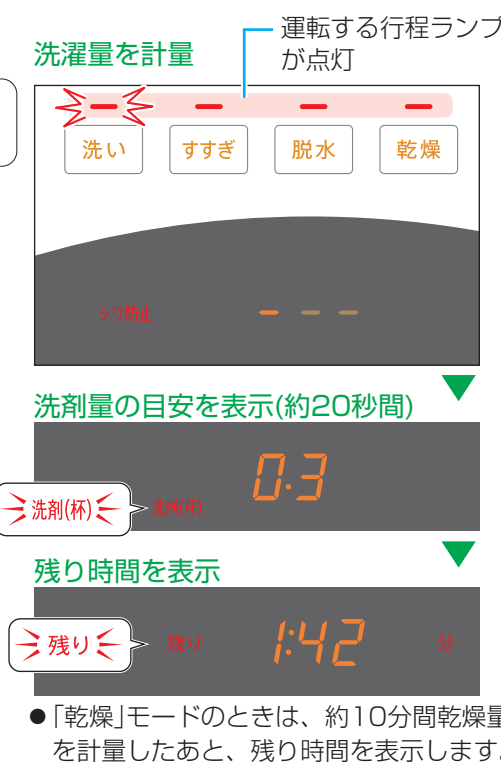 運転する行程ランプ
が点灯
洗濯量を計量
洗い すすぎ 脱水 乾燥
シワ防止
洗剤量の目安を表示(約20秒間)
0.3
洗剤(杯) 洗剤(杯)
残り時間を表示
残り 残り 1:42 分
●「乾燥」モードのときは、約10分間乾燥量
を計量したあと、残り時間を表示します。